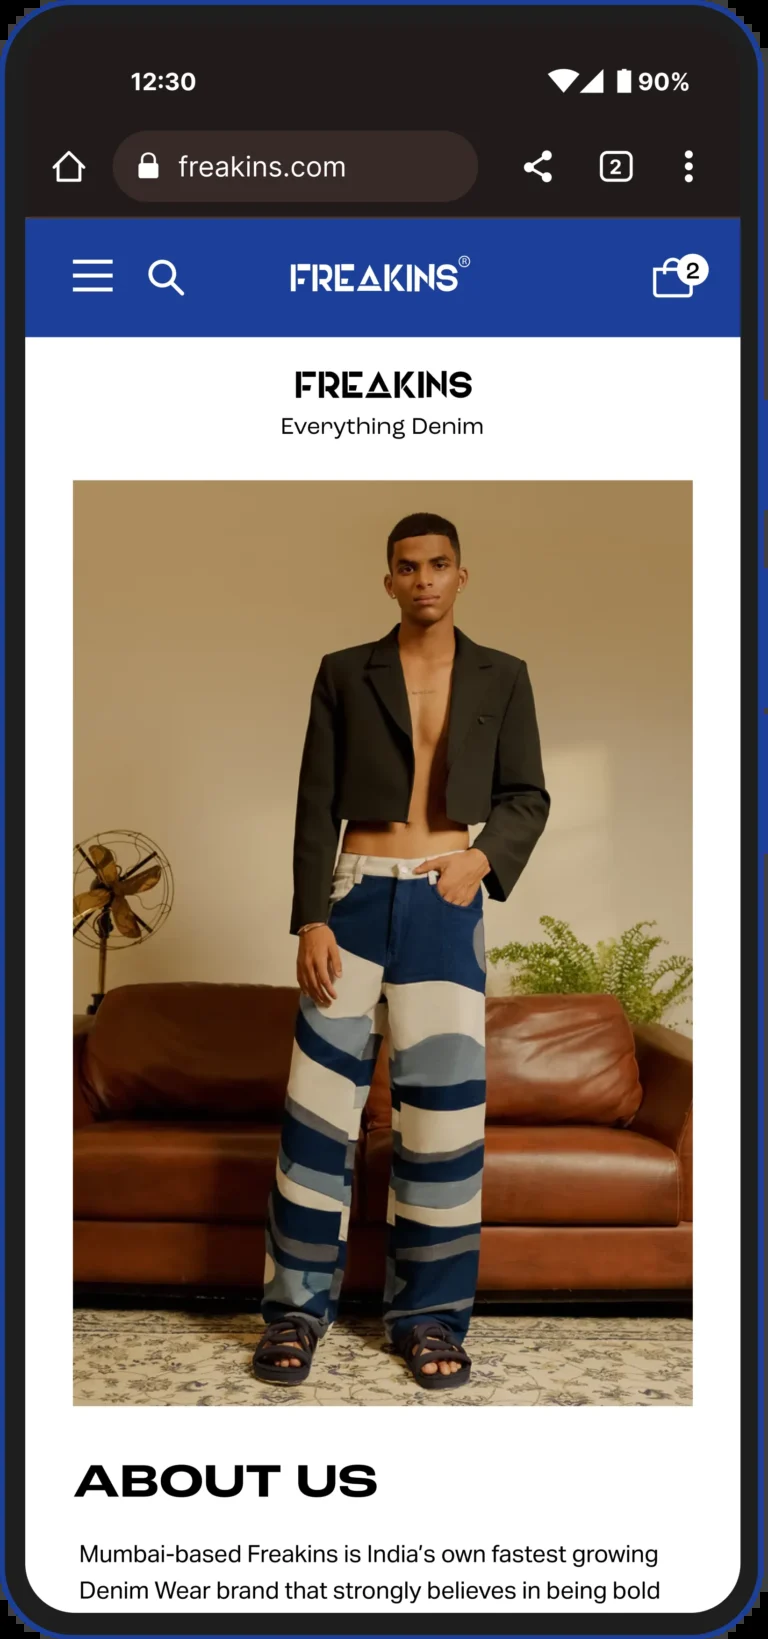 12:30
90%
freakins.com
2
FREAKINS®
2
FREAKINS
Everything Denim
ABOUT US
Mumbai-based Freakins is India’s own fastest growing
Denim Wear brand that strongly believes in being bold